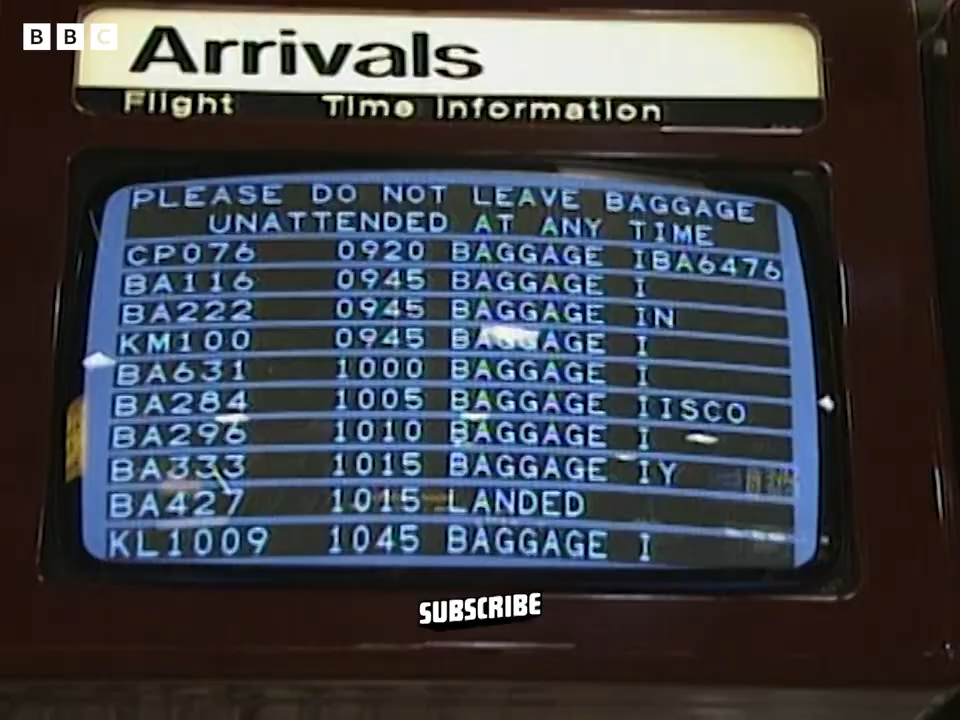 BBC
Arrivals
Flight Time Information
PLEASE DO NOT LEAVE BAGGAGE
UNATTENDED AT ANY TIME
CP076 0920 BAGGAGE IBA6476
BA116 0945 BAGGAGE I
BA222 0945 BAGGAGE IN
KM100 0945 BAGGAGE I
BA631 1000 BAGGAGE I
BA284 1005 BAGGAGE IISCO
BA296 1010 BAGGAGE I
BA333 1015 BAGGAGE IY
BA427 1015 LANDED
KL1009 1045 BAGGAGE I
SUBSCRIBE